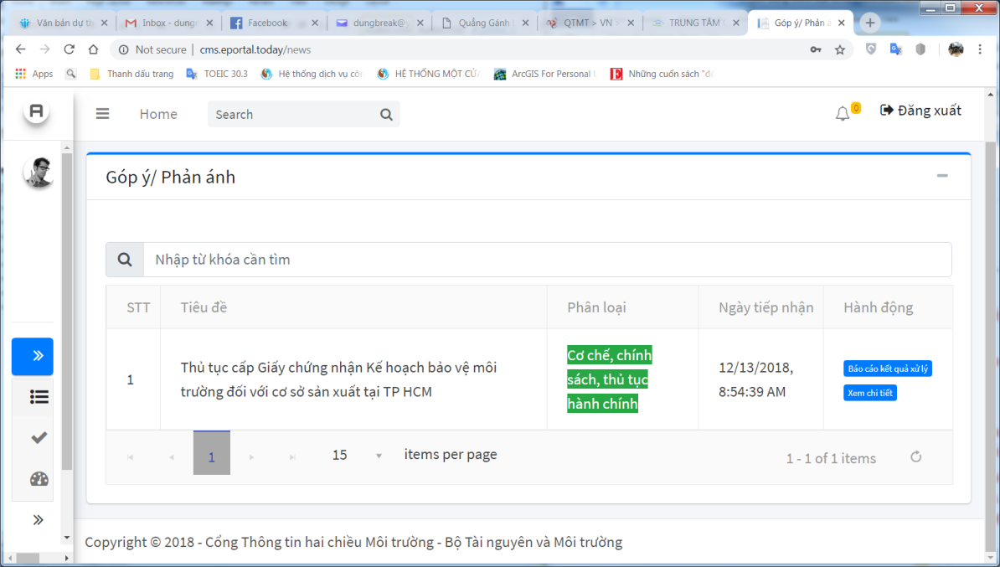 Văn bản dự th
Inbox - dung
Facebook
dungbreak@
Quảng Gánh
QTMT > VN >
TRUNG TÂM
Góp ý/ Phản á
Not secure | cms.eportal.today/news
Apps
Thanh dấu trang
TOEIC 30.3
Hệ thống dịch vụ côn
HỆ THỐNG MỘT CỬA
ArcGIS For Personal U
Những cuốn sách "đ
A
Home
Search
0
Đăng xuất
Góp ý/ Phản ánh
Nhập từ khóa cần tìm
STT Tiêu đề Phân loại Ngày tiếp nhận Hành động
1
Thủ tục cấp Giấy chứng nhận Kế hoạch bảo vệ môi
trường đối với cơ sở sản xuất tại TP HCM
Cơ chế, chính
sách, thủ tục
hành chính
12/13/2018,
8:54:39 AM
Báo cáo kết quả xử lý
Xem chi tiết
1 15 items per page 1 - 1 of 1 items
Copyright © 2018 - Cổng Thông tin hai chiều Môi trường - Bộ Tài nguyên và Môi trường